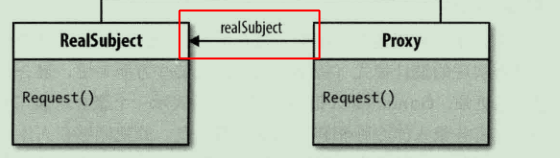 realSubject
RealSubject
Proxy
Request()
Request()